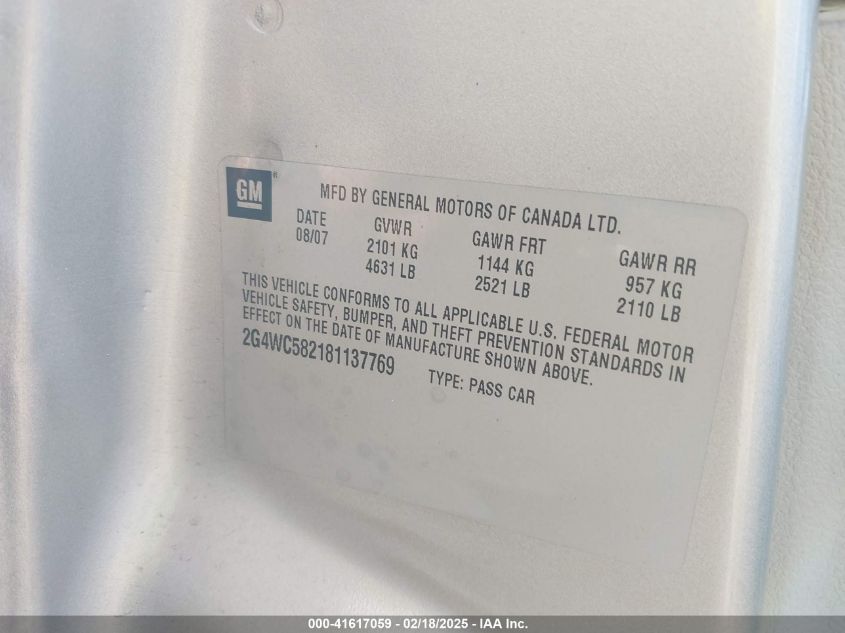 GM®
MFD BY GENERAL MOTORS OF CANADA LTD.
DATE GVWR GAWR FRT GAWR RR
08/07 2101 KG 1144 KG 957 KG
4631 LB 2521 LB 2110 LB
THIS VEHICLE CONFORMS TO ALL APPLICABLE U.S. FEDERAL MOTOR
VEHICLE SAFETY, BUMPER, AND THEFT PREVENTION STANDARDS IN
EFFECT ON THE DATE OF MANUFACTURE SHOWN ABOVE.
2G4WC582181137769 TYPE: PASS CAR
000-41617059 - 02/18/2025 - IAA Inc.